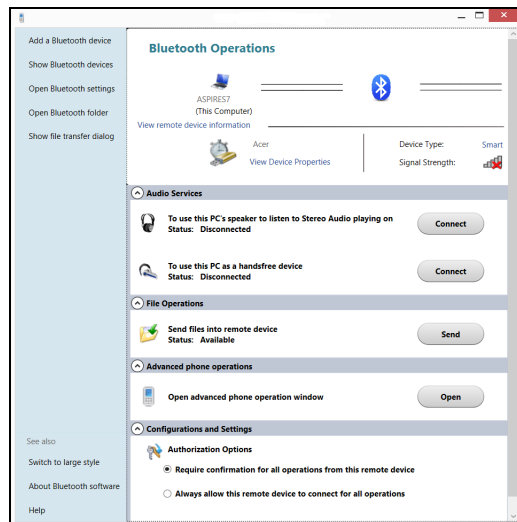 Add a Bluetooth device
Show Bluetooth devices
Open Bluetooth settings
Open Bluetooth folder
Show file transfer dialog
See also
Switch to large style
About Bluetooth software
Help
Bluetooth Operations
ASPIRES7
(This Computer)
View remote device information
Acer
Device Type: Smart
View Device Properties
Signal Strength:
Audio Services
To use this PC's speaker to listen to Stereo Audio playing on
Status: Disconnected
Connect
To use this PC as a handsfree device
Status: Disconnected
Connect
File Operations
Send files into remote device
Status: Available
Send
Advanced phone operations
Open advanced phone operation window
Open
Configurations and Settings
Authorization Options
Require confirmation for all operations from this remote device
Always allow this remote device to connect for all operations